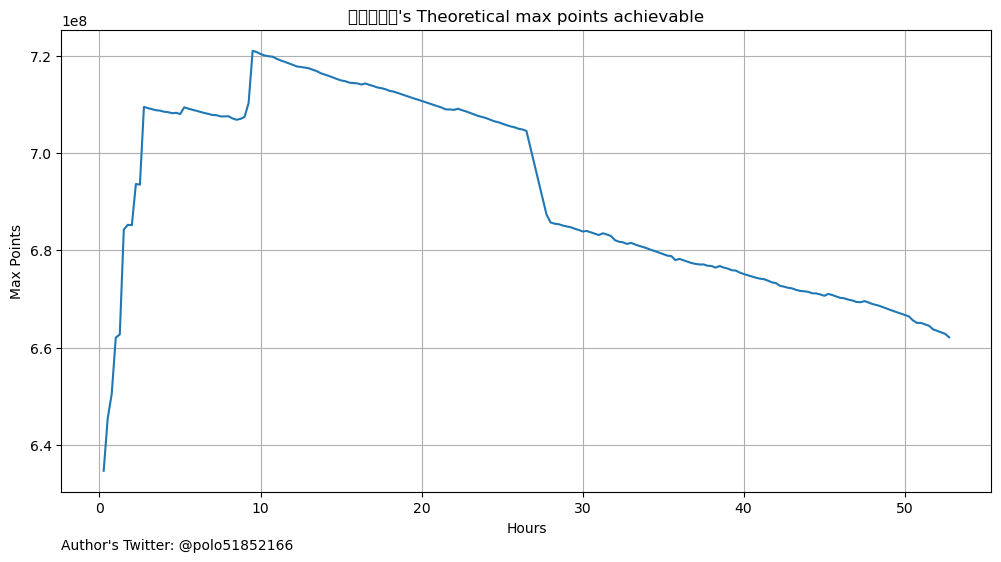 's Theoretical max points achievable
1e8
7.2
7.0
6.8
6.6
6.4
Max Points
0 10 20 30 40 50
Hours
Author's Twitter: @polo51852166